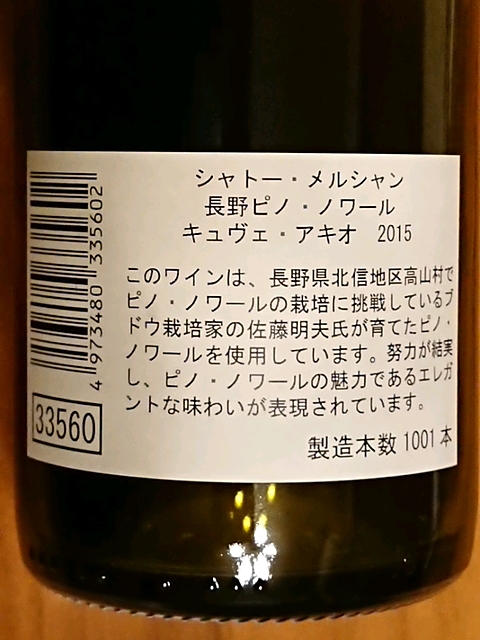 シャトー・メルシャン
長野ピノ・ノワール
キュヴェ・アキオ 2015
このワインは、長野県北信地区高山村で
ピノ・ノワールの栽培に挑戦しているブ
ドウ栽培家の佐藤明夫氏が育てたピノ・
ノワールを使用しています。努力が結実
し、ピノ・ノワールの魅力であるエレガ
ントな味わいが表現されています。
製造本数 1001 本
4 973480 335602
33560